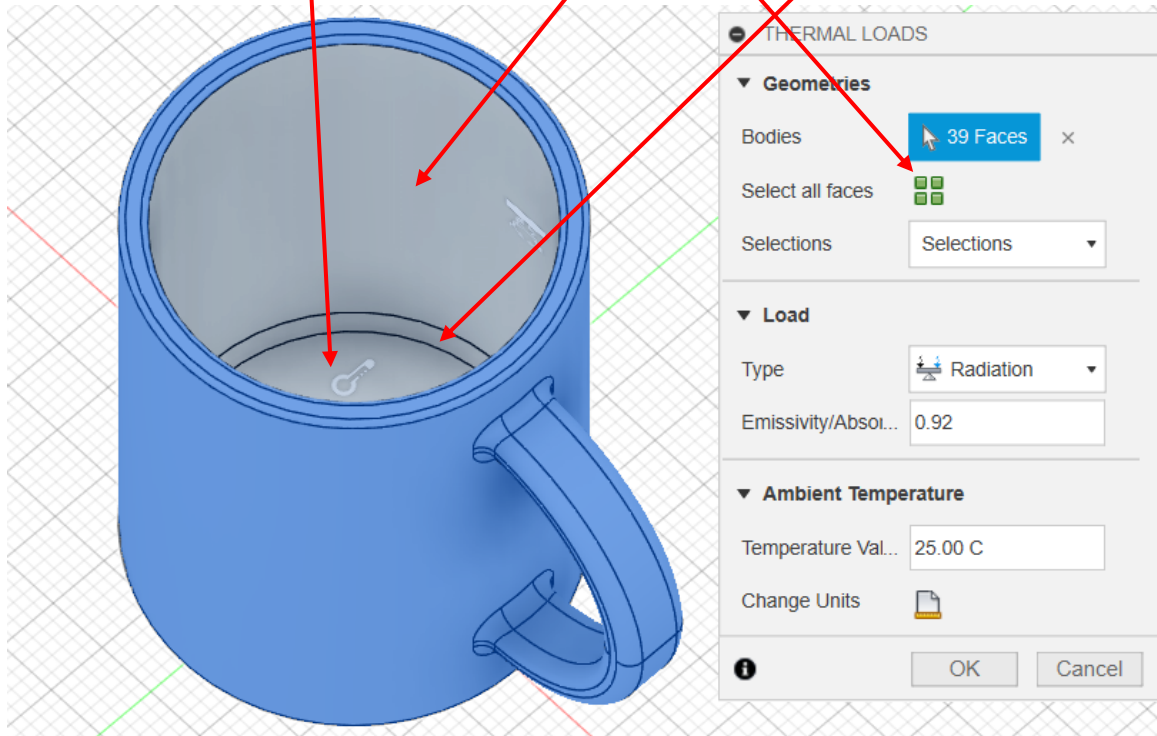 THERMAL LOADS
Geometries
Bodies 39 Faces ×
Select all faces
Selections Selections
Load
Type Radiation
Emissivity/Absor... 0.92
Ambient Temperature
Temperature Val... 25.00 C
Change Units
OK Cancel